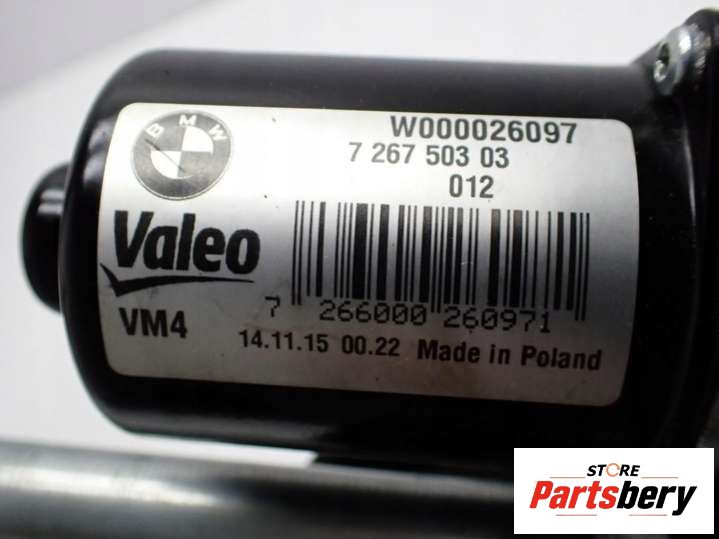 BMW
W000026097
7 267 503 03
012
Valeo
VM4
7 266000 260971
14.11.15 00.22 Made in Poland
STORE
Partsbery